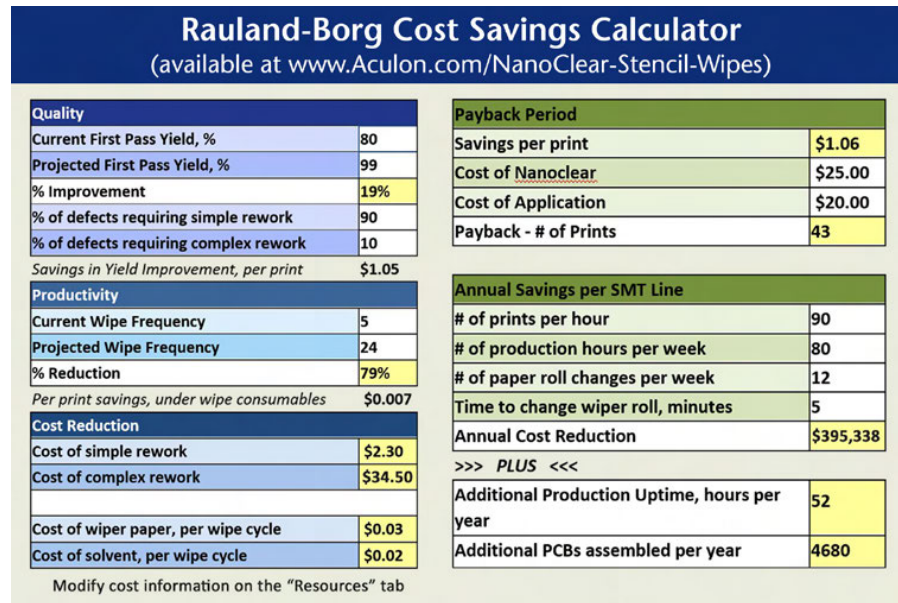 Rauland-Borg Cost Savings Calculator
(available at www.Aculon.com/NanoClear-Stencil-Wipes)
Quality
Current First Pass Yield, % 80
Projected First Pass Yield, % 99
% Improvement 19%
% of defects requiring simple rework 90
% of defects requiring complex rework 10
Savings in Yield Improvement, per print $1.05
Productivity
Current Wipe Frequency 5
Projected Wipe Frequency 24
% Reduction 79%
Per print savings, under wipe consumables $0.007
Cost Reduction
Cost of simple rework $2.30
Cost of complex rework $34.50
Cost of wiper paper, per wipe cycle $0.03
Cost of solvent, per wipe cycle $0.02
Modify cost information on the “Resources” tab
Payback Period
Savings per print $1.06
Cost of Nanoclear $25.00
Cost of Application $20.00
Payback - # of Prints 43
Annual Savings per SMT Line
# of prints per hour 90
# of production hours per week 80
# of paper roll changes per week 12
Time to change wiper roll, minutes 5
Annual Cost Reduction $395,338
>>> PLUS <<<
Additional Production Uptime, hours per
year 52
Additional PCBs assembled per year 4680